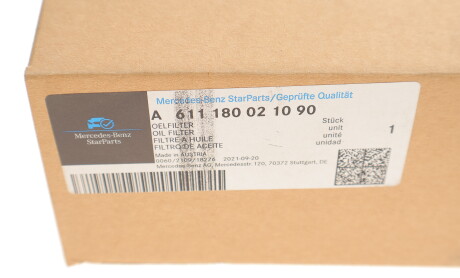 Mercedes-Benz StarParts/Geprüfte Qualität
A 611 180 02 10 90
OELFILTER
OIL FILTER
FILTRE A HUILE
FILTRO DE ACEITE
Stück
unit
unité
unidad
1
Mercedes-Benz
StarParts
Made in AUSTRIA
2021-09-20
Mercedes-Benz AG, Mercedesstr. 120, 70372 Stuttgart, DE